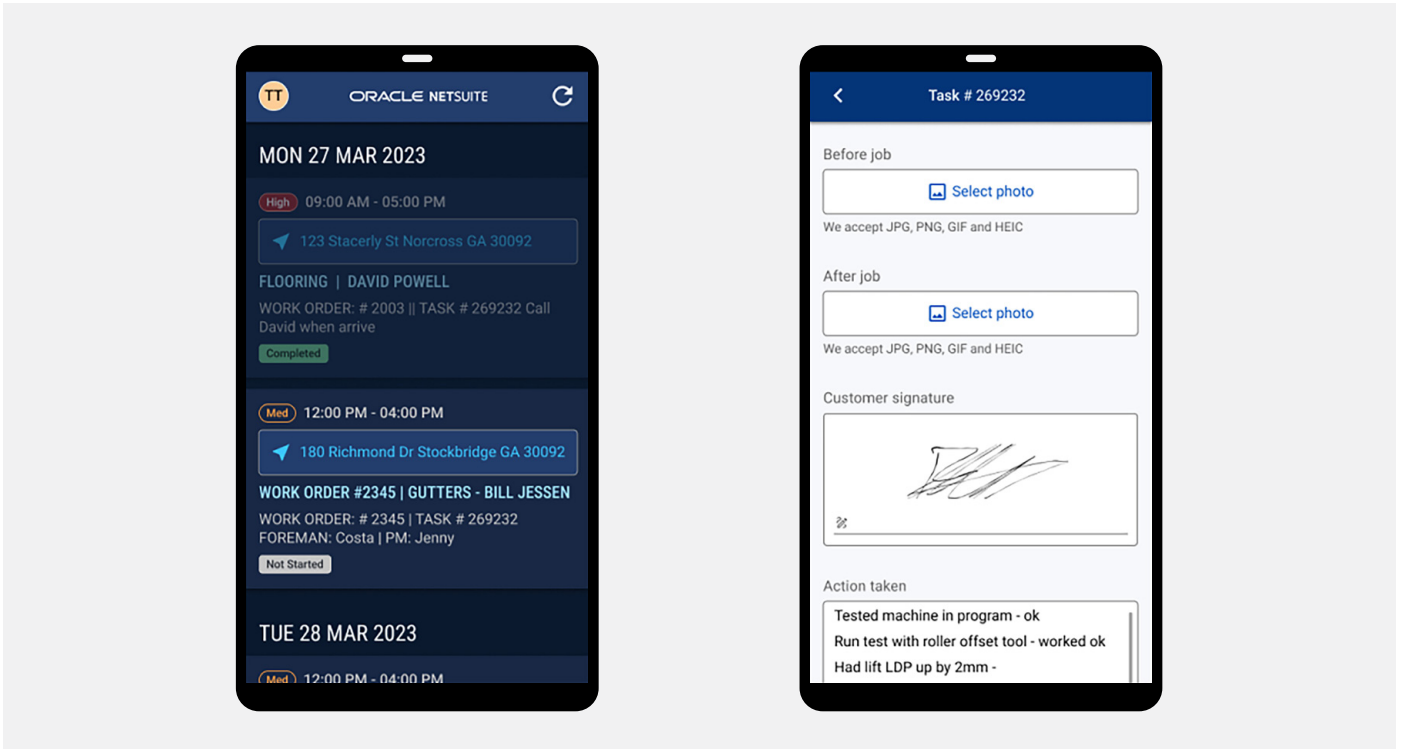 TT
ORACLE NETSUITE
MON 27 MAR 2023
High 09:00 AM - 05:00 PM
123 Stacerly St Norcross GA 30092
FLOORING | DAVID POWELL
WORK ORDER: # 2003 || TASK # 269232 Call
David when arrive
Completed
Med 12:00 PM - 04:00 PM
180 Richmond Dr Stockbridge GA 30092
WORK ORDER #2345 | GUTTERS - BILL JESSEN
WORK ORDER: # 2345 | TASK # 269232
FOREMAN: Costa | PM: Jenny
Not Started
TUE 28 MAR 2023
Med 12:00 PM - 04:00 PM
Task # 269232
Before job
Select photo
We accept JPG, PNG, GIF and HEIC
After job
Select photo
We accept JPG, PNG, GIF and HEIC
Customer signature
Action taken
Tested machine in program - ok
Run test with roller offset tool - worked ok
Had lift LDP up by 2mm -